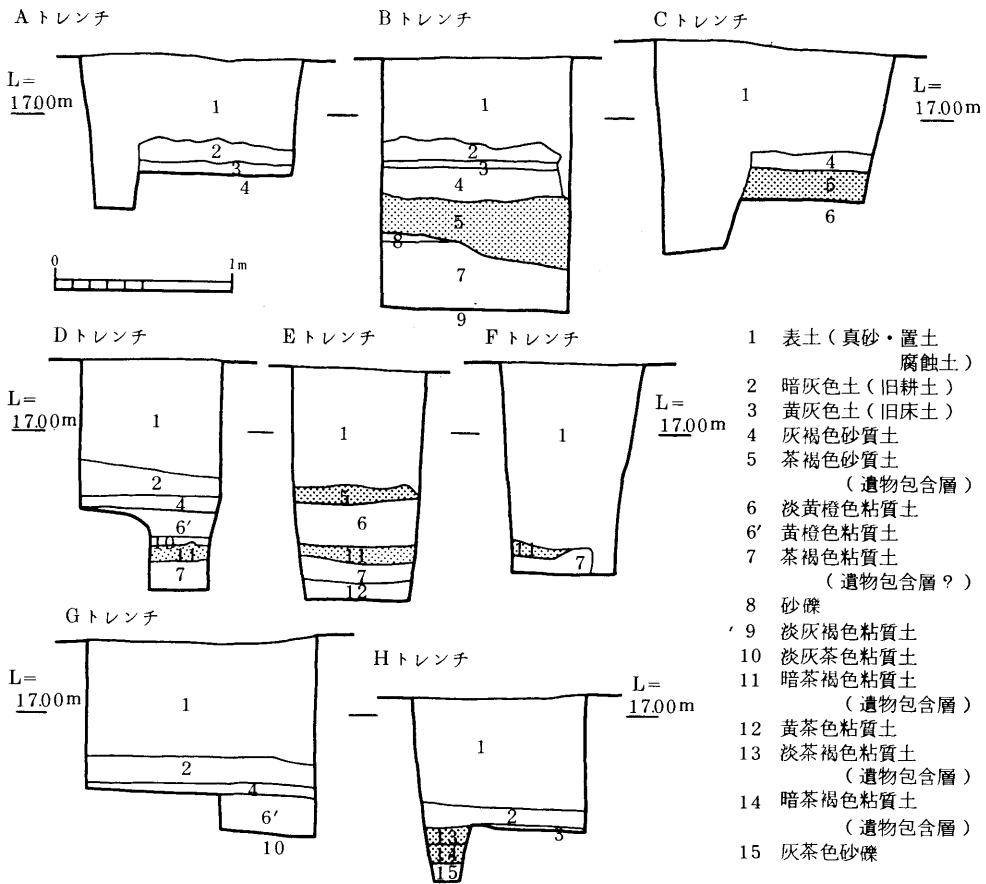 Aトレンチ
Bトレンチ
Cトレンチ
L=
17.00m
1
2
3
4
1
2
3
4
5
8
7
9
1
4
5
6
L=
17.00m
0
1m
Dトレンチ
Eトレンチ
Fトレンチ
L=
17.00m
1
2
4
6′
10
11
7
1
5
6
11
7
12
1
11
7
L=
17.00m
Gトレンチ
Hトレンチ
L=
17.00m
1
2
4
6′
10
1
2
3
13
14
15
L=
17.00m
1 表土(真砂・置土
腐蝕土)
2 暗灰色土(旧耕土)
3 黄灰色土(旧床土)
4 灰褐色砂質土
5 茶褐色砂質土
(遺物包含層)
6 淡黄橙色粘質土
6′ 黄橙色粘質土
7 茶褐色粘質土
(遺物包含層?)
8 砂礫
9 淡灰褐色粘質土
10 淡灰茶色粘質土
11 暗茶褐色粘質土
(遺物包含層)
12 黄茶色粘質土
13 淡茶褐色粘質土
(遺物包含層)
14 暗茶褐色粘質土
(遺物包含層)
15 灰茶色砂礫